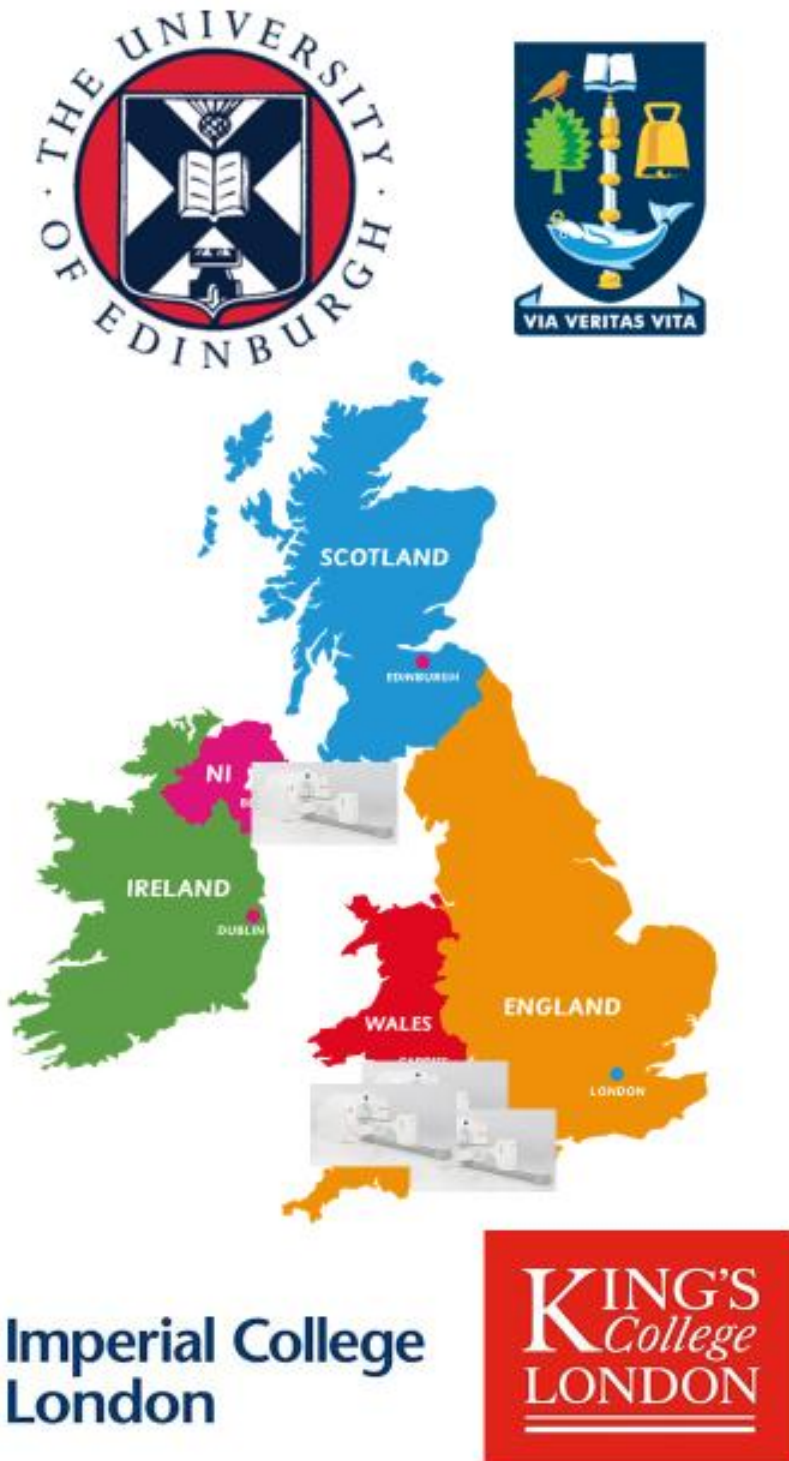 THE UNIVERSITY OF EDINBURGH
VIA VERITAS VITA
SCOTLAND
EDINBURGH
NI
IRELAND
DUBLIN
WALES
ENGLAND
LONDON
Imperial College
London
KING'S
College
LONDON